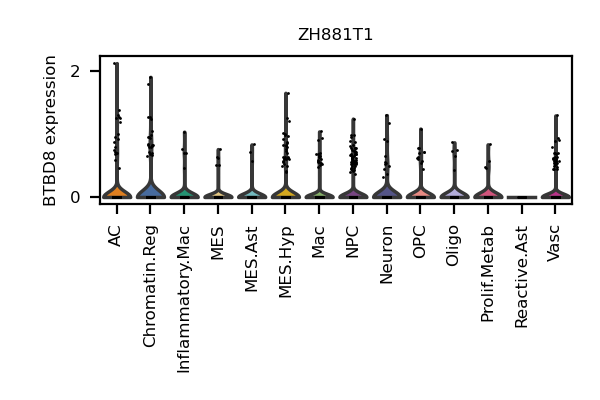 ZH881T1
BTBD8 expression
2
0
AC
Chromatin.Reg
Inflammatory.Mac
MES
MES.Ast
MES.Hyp
Mac
NPC
Neuron
OPC
Oligo
Prolif.Metab
Reactive.Ast
Vasc